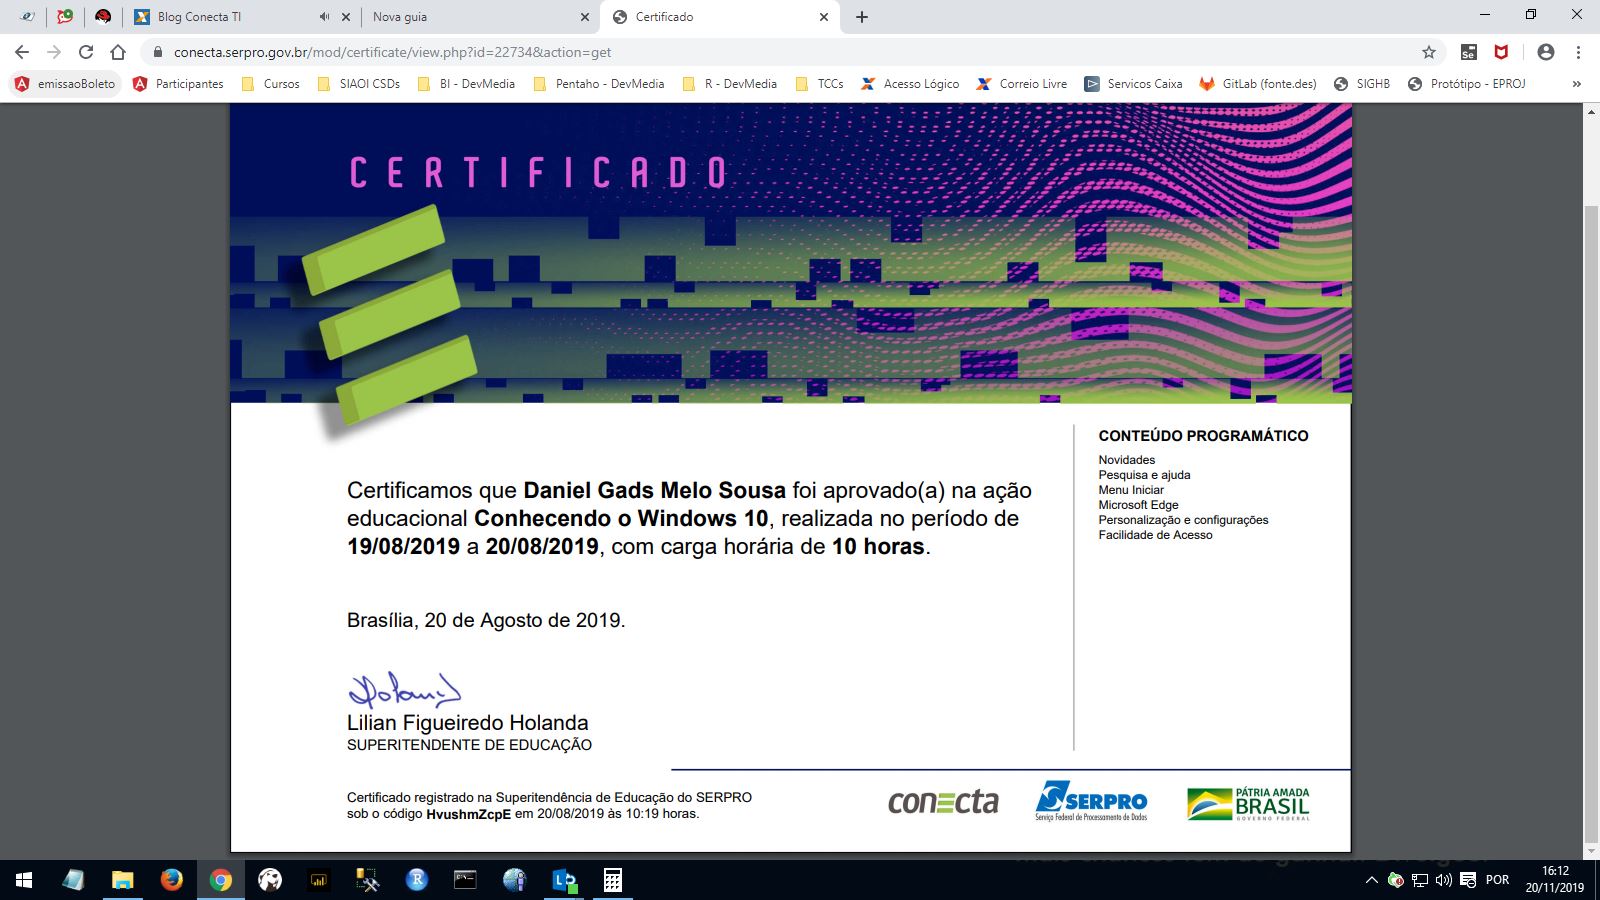 Blog Conecta TI
Nova guia
Certificado
conecta.serpro.gov.br/mod/certificate/view.php?id=22734&action=get
emissaoBoleto
Participantes
Cursos
SIAOI CSDs
BI - DevMedia
Pentaho - DevMedia
R - DevMedia
TCCs
Acesso Lógico
Correio Livre
Servicos Caixa
GitLab (fonte.des)
SIGHB
Protótipo - EPROJ
CERTIFICADO
Certificamos que Daniel Gads Melo Sousa foi aprovado(a) na ação
educacional Conhecendo o Windows 10, realizada no período de
19/08/2019 a 20/08/2019, com carga horária de 10 horas.
Brasília, 20 de Agosto de 2019.
Lilian Figueiredo Holanda
SUPERITENDENTE DE EDUCAÇÃO
Certificado registrado na Superitendência de Educação do SERPRO
sob o código HvushmZcpE em 20/08/2019 às 10:19 horas.
CONTEÚDO PROGRAMÁTICO
Novidades
Pesquisa e ajuda
Menu Iniciar
Microsoft Edge
Personalização e configurações
Facilidade de Acesso
conecta
SERPRO
Serviço Federal de Processamento de Dados
PÁTRIA AMADA
BRASIL
GOVERNO FEDERAL
POR
16:12
20/11/2019